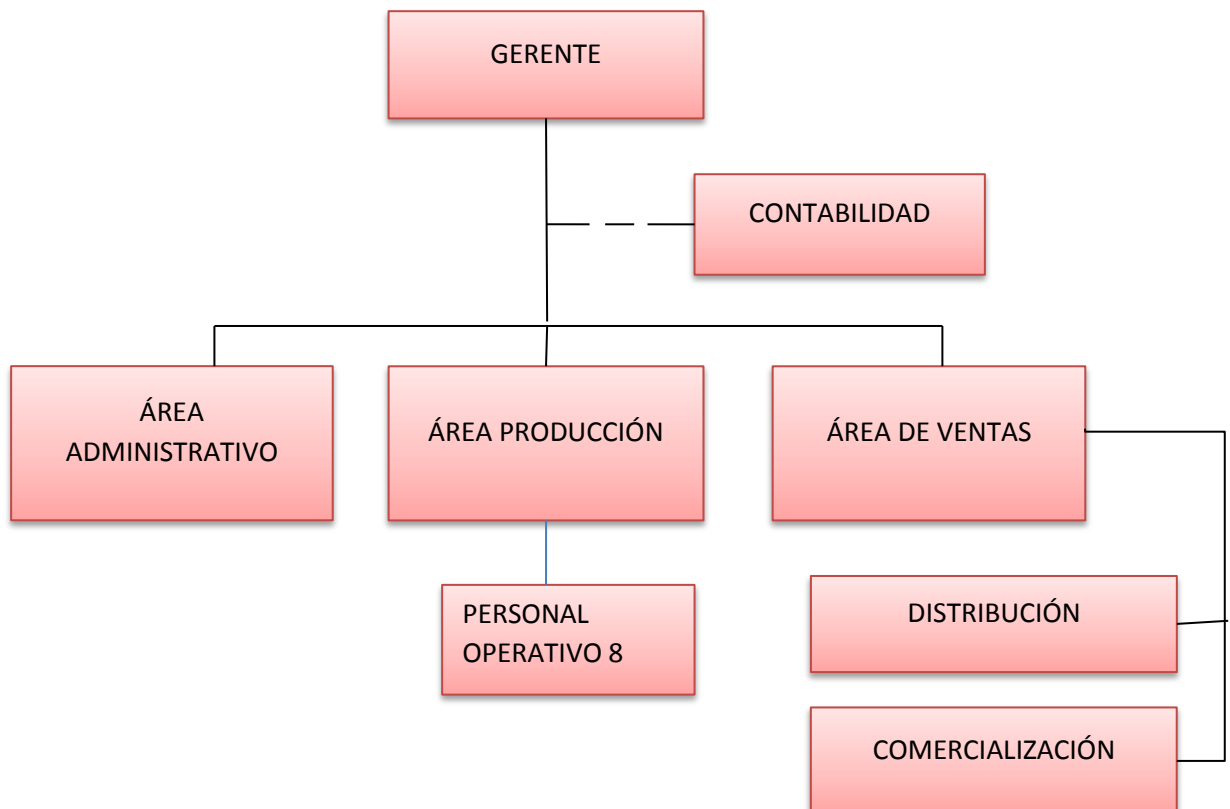 GERENTE
CONTABILIDAD
ÁREA
ADMINISTRATIVO
ÁREA PRODUCCIÓN
ÁREA DE VENTAS
PERSONAL
OPERATIVO 8
DISTRIBUCIÓN
COMERCIALIZACIÓN